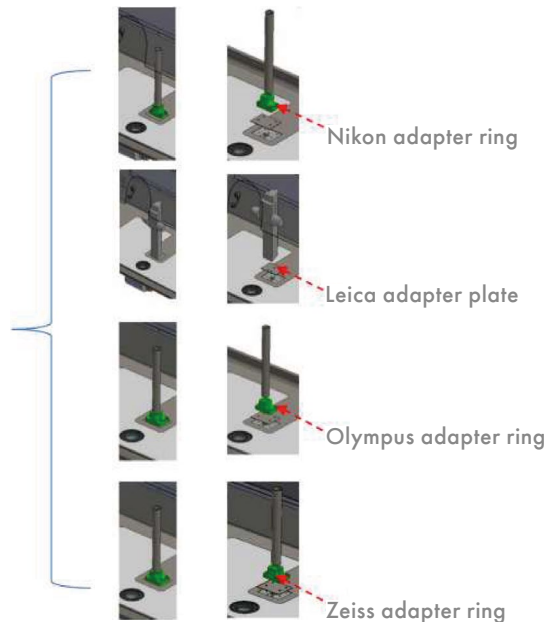 Nikon adapter ring
Leica adapter plate
Olympus adapter ring
Zeiss adapter ring